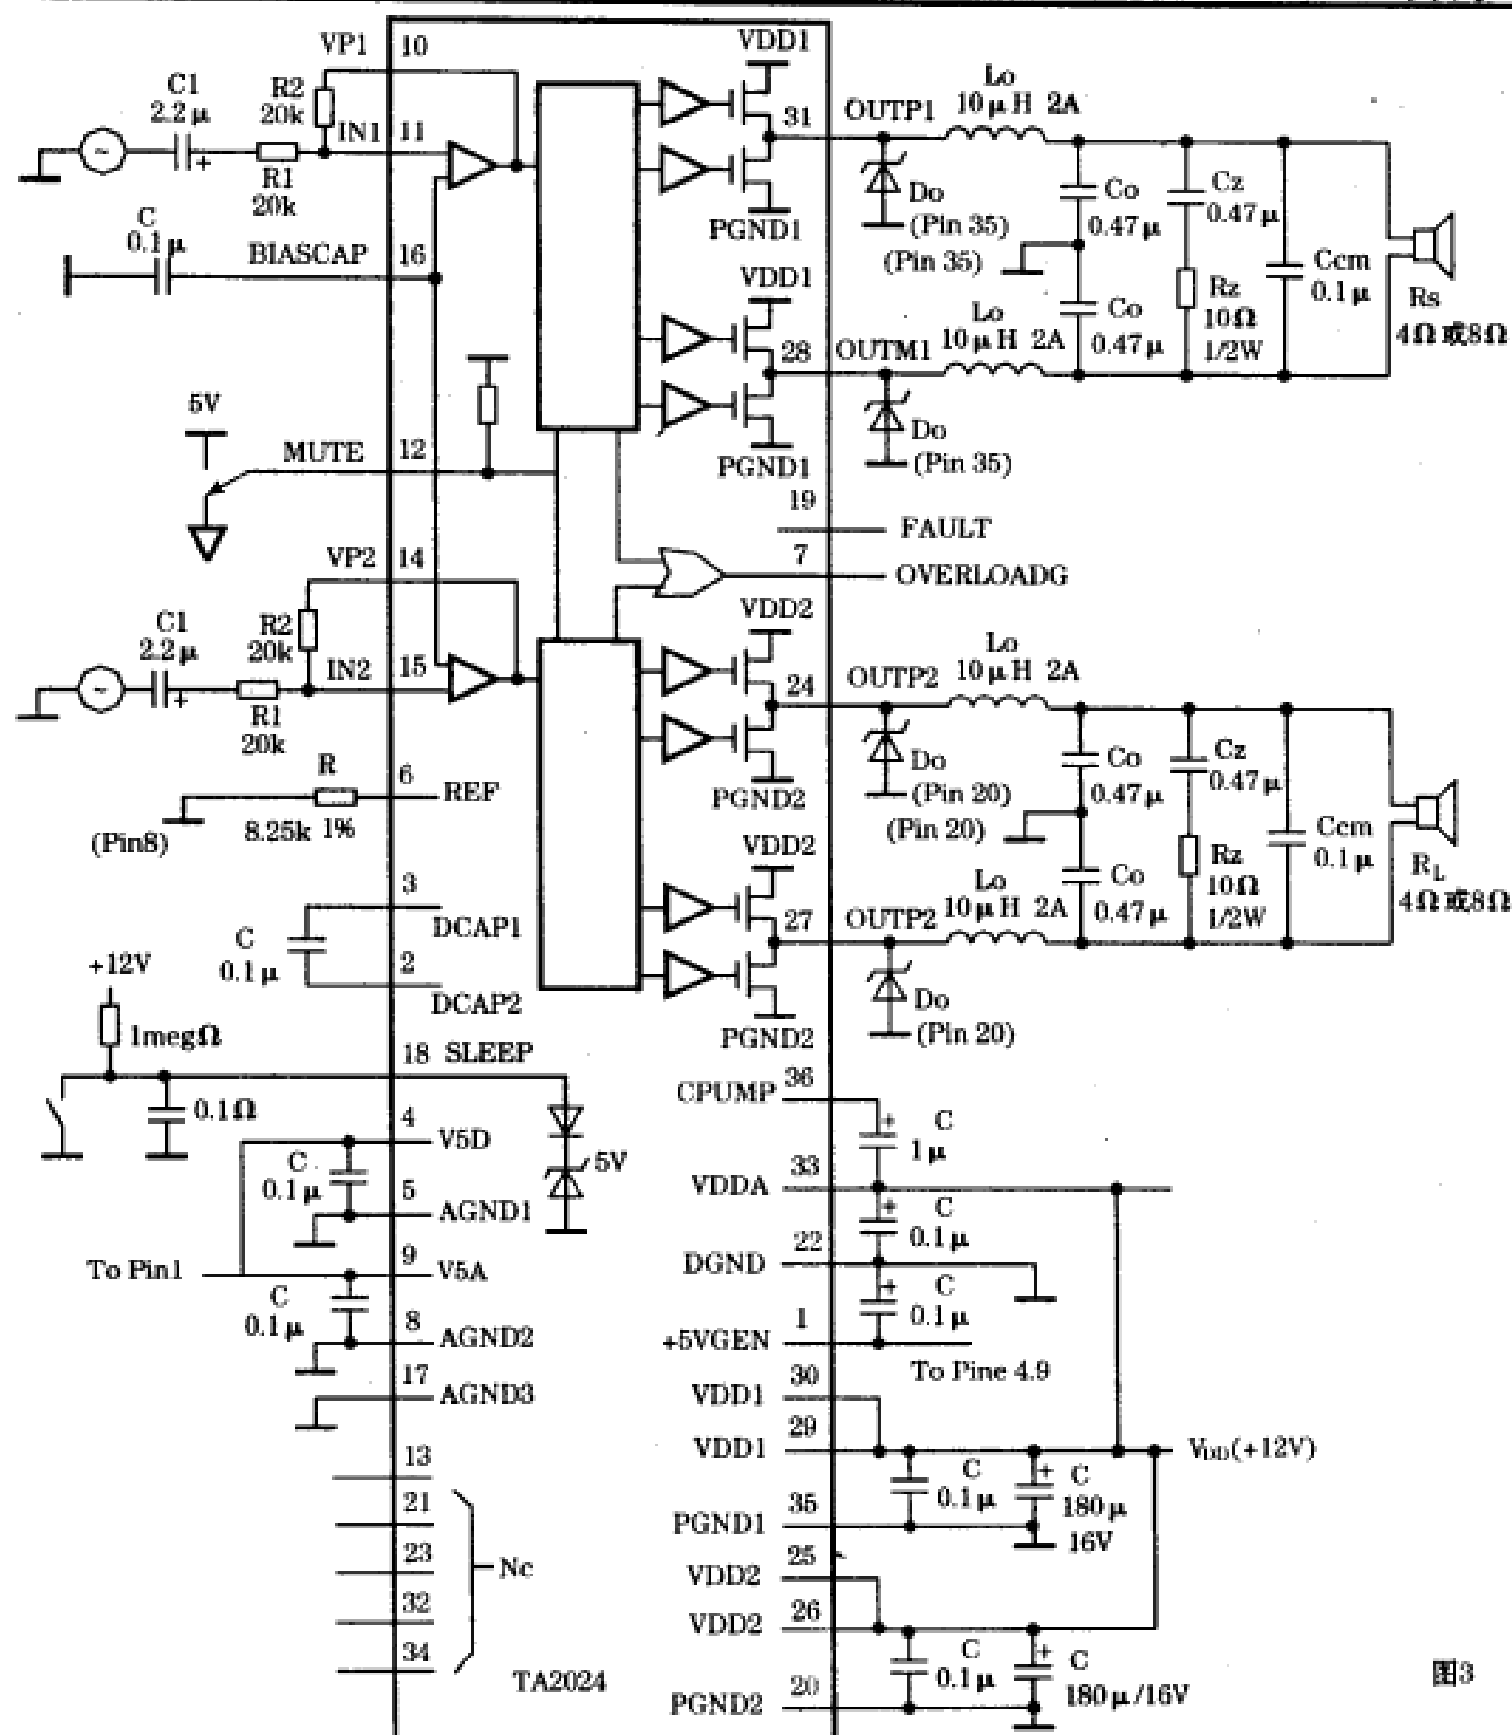 VP1
10
C1
2.2μ
R2
20k
IN1
11
R1
20k
C
0.1μ
BIASCAP
16
5V
MUTE
12
VP2
14
C1
2.2μ
R2
20k
IN2
15
R1
20k
R
6
REF
(Pin8)
8.25k 1%
3
DCAP1
C
0.1μ
2
DCAP2
+12V
1megΩ
18 SLEEP
0.1Ω
4
V5D
C
0.1μ
5
AGND1
5V
9
To Pin1
V5A
C
0.1μ
8
AGND2
17
AGND3
13
21
23
Nc
32
34
TA2024
VDD1
31
OUTP1
Lo
10μH 2A
PGND1
Do
(Pin 35)
(Pin 35)
Co
0.47μ
Cz
0.47μ
Ccm
0.1μ
Rz
10Ω
1/2W
Rs
4Ω或8Ω
VDD1
28
OUTM1
Lo
10μH 2A
Co
0.47μ
PGND1
Do
(Pin 35)
19
FAULT
7
OVERLOADG
VDD2
24
OUTP2
Lo
10μH 2A
PGND2
Do
(Pin 20)
(Pin 20)
Co
0.47μ
Cz
0.47μ
Ccm
0.1μ
Rz
10Ω
1/2W
RL
4Ω或8Ω
VDD2
27
OUTP2
Lo
10μH 2A
Co
0.47μ
PGND2
Do
(Pin 20)
36
CPUMP
C
1μ
33
VDDA
C
0.1μ
22
DGND
C
0.1μ
1
+5VGEN
To Pine 4.9
30
VDD1
29
VDD1
VDD(+12V)
C
0.1μ
C
180μ
16V
35
PGND1
25
VDD2
26
VDD2
C
0.1μ
C
180μ/16V
20
PGND2
图3